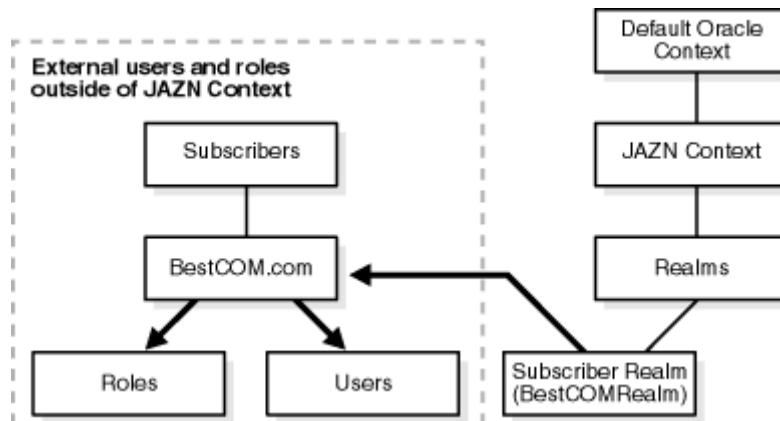 External users and roles
outside of JAZN Context
Subscribers
BestCOM.com
Roles
Users
Default Oracle
Context
JAZN Context
Realms
Subscriber Realm
(BestCOMRealm)